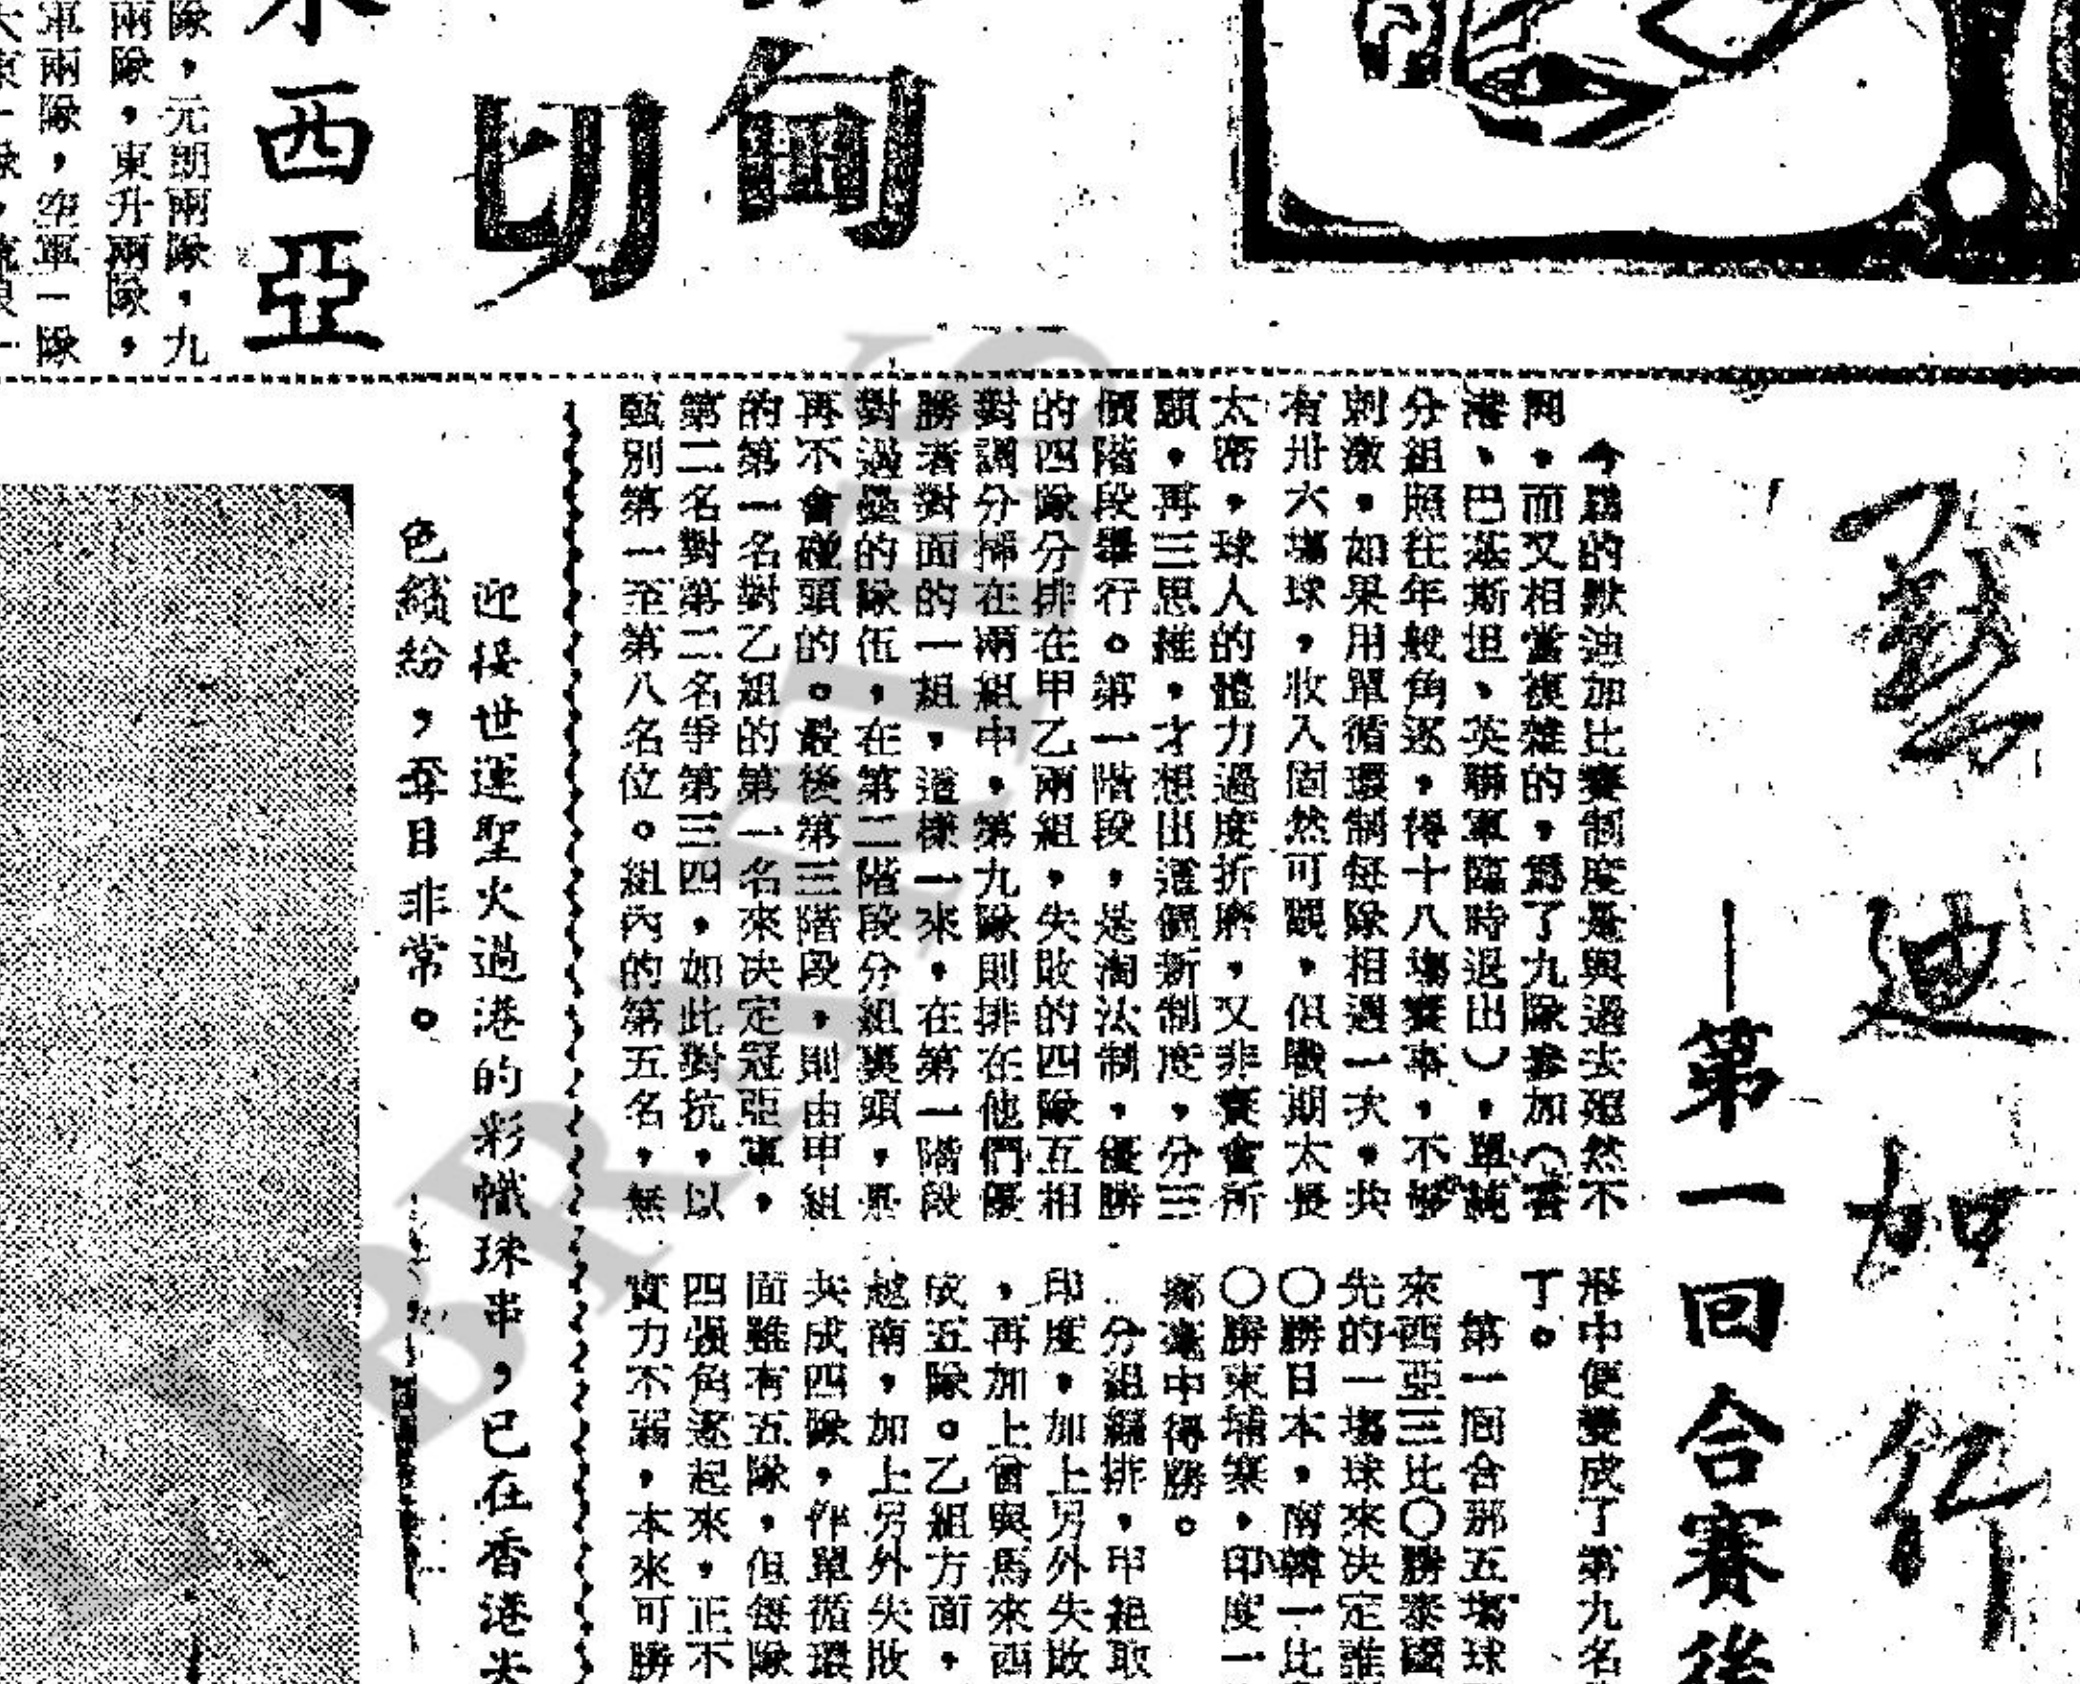 默迪加行
—第一回合賽後
今屆的默迪加比賽制度是與過去迥然不
同，而又相當複雜的，爲了九隊參加（香
港、巴基斯坦、英聯軍臨時退出），單純
分組照往年般角逐，得十八塲賽事，不夠
刺激，如果用單循環制每隊相遇一次，共
有卅六塲球，收入固然可觀，但戰期太長
太密，球人的體力過度折磨，又非賽會所
願，再三思維，才想出這個新制度，分三
個階段舉行。第一階段，是淘汰制，優勝
的四隊分排在甲乙兩組，失敗的四隊互相
對調分揷在兩組中，第九隊則排在他們優
勝者對面的一組，這樣一來，在第一階段
對過壘的隊伍，在第二階段分組裏頭，是
再不會碰頭的。最後第三階段，則由甲組
的第一名對乙組的第一名來決定冠亞軍，
第二名對第二名爭第三四，如此對抗，以
甄別第一至第八名位。組內的第五名，無
形中便變成了第九名
了。
第一囘合那五塲球
來西亞三比〇勝泰國
先的一塲球來決定誰
〇勝日本，南韓一比
〇勝柬埔寨，印度一
鄉邁中得勝。
分組編排，甲組取
印度，加上另外失敗
，再加上曾與馬來西
成五隊。乙組方面，
越南，加上另外失敗
共成四隊，作單循環
面雖有五隊，但每隊
四强角逐起來，正不
實力不弱，本來可勝
迎接世運聖火過港的彩幟珠串，已在香港尖
色繽紛，奪目非常。
甸
切
來西亞
隊，元朗兩隊，九
兩隊，東升兩隊，
軍兩隊，空軍一隊
LIBRARIES